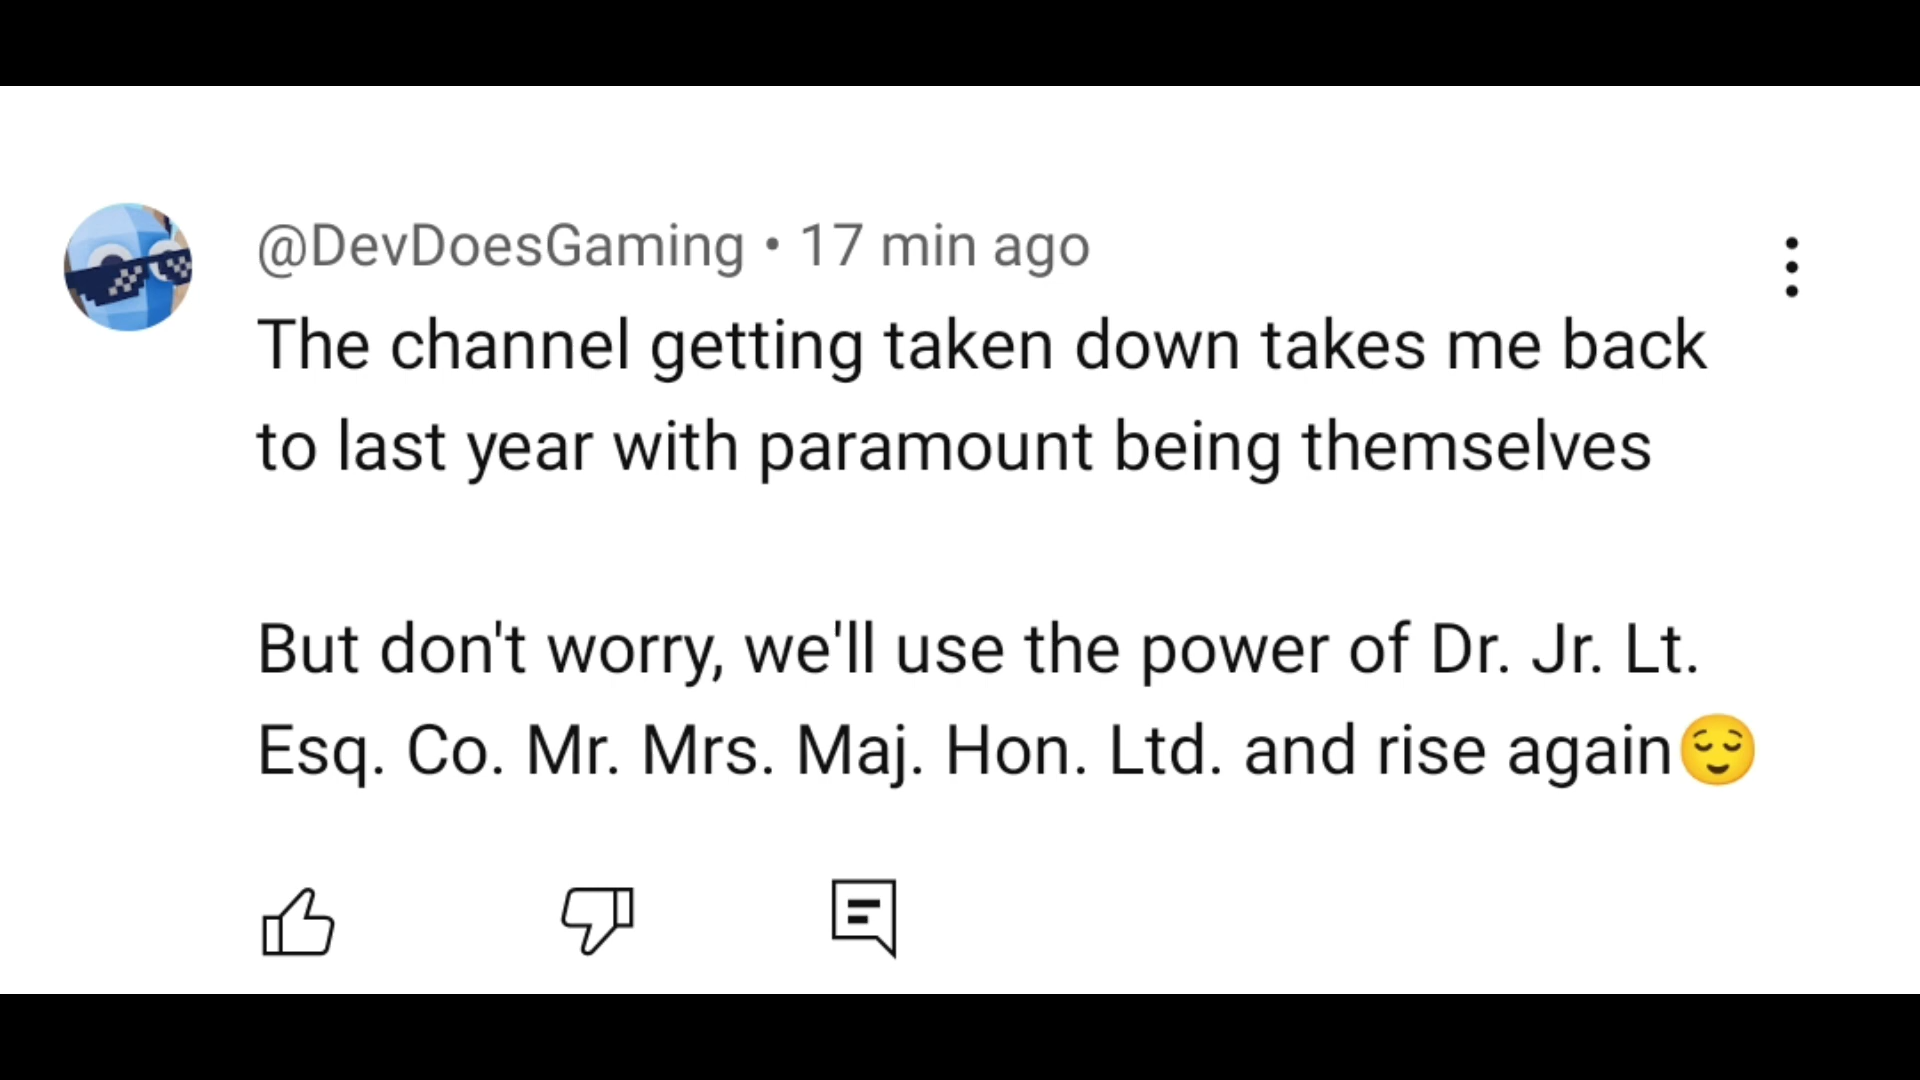 @DevDoesGaming • 17 min ago
The channel getting taken down takes me back
to last year with paramount being themselves
But don't worry, we'll use the power of Dr. Jr. Lt.
Esq. Co. Mr. Mrs. Maj. Hon. Ltd. and rise again😌